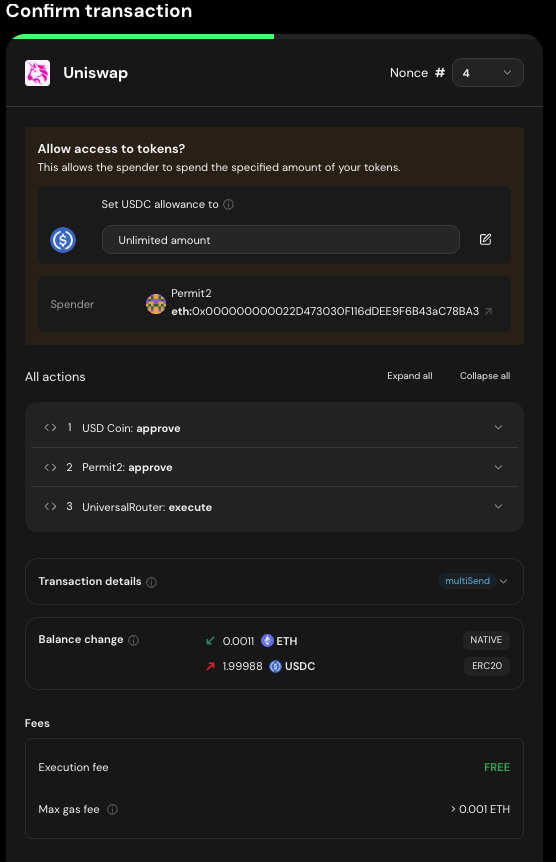 Confirm transaction
Uniswap
Nonce # 4
Allow access to tokens?
This allows the spender to spend the specified amount of your tokens.
Set USDC allowance to
Unlimited amount
Spender
Permit2
eth:0x000000000022D473030F116dDEE9F6B43aC78BA3
All actions
Expand all
Collapse all
1 USD Coin: approve
2 Permit2: approve
3 UniversalRouter: execute
Transaction details
multiSend
Balance change
0.0011 ETH
NATIVE
1.99988 USDC
ERC20
Fees
Execution fee
FREE
Max gas fee
> 0.001 ETH